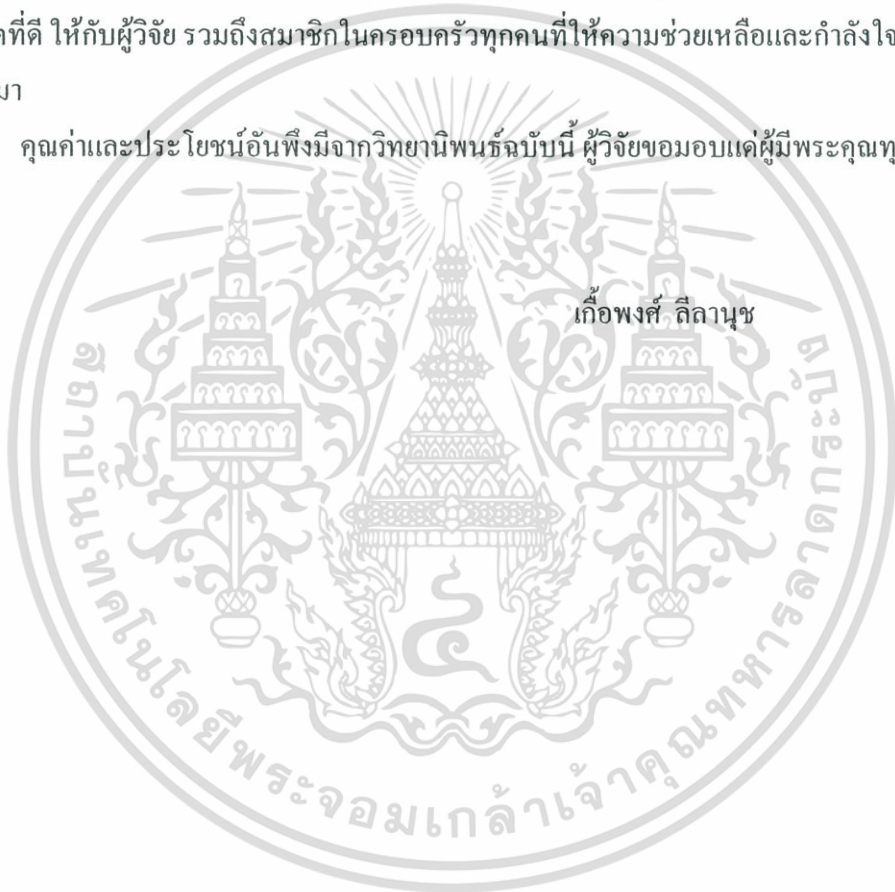 ที่ดี ให้กับผู้วิจัย รวมถึงสมาชิกในครอบครัวทุกคนที่ให้ความช่วยเหลือและกำลังใจ
มา
คุณค่าและประโยชน์อันพึงมีจากวิทยานิพนธ์ฉบับนี้ ผู้วิจัยขอมอบแด่ผู้มีพระคุณทุ
เกื้อพงศ์ ลีลานุช
สถาบันเทคโนโลยีพระจอมเกล้าเจ้าคุณทหารลาดกระบัง
๔